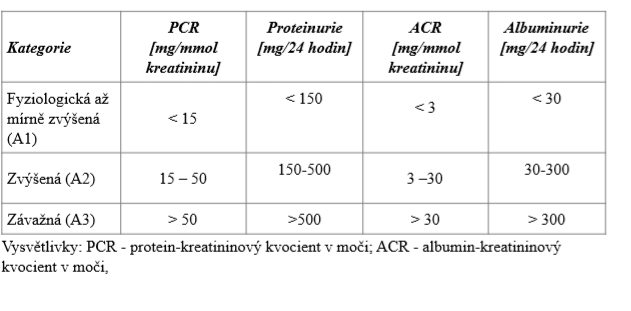 Kategorie
PCR
[mg/mmol
kreatininu]
Proteinurie
[mg/24 hodin]
ACR
[mg/mmol
kreatininu]
Albuminurie
[mg/24 hodin]
Fyziologická až
mírně zvýšená
(A1)
< 15
< 150
< 3
< 30
Zvýšená (A2)
15 – 50
150-500
3 –30
30-300
Závažná (A3)
> 50
>500
> 30
> 300
Vysvětlivky: PCR - protein-kreatininový kvocient v moči; ACR - albumin-kreatininový
kvocient v moči,